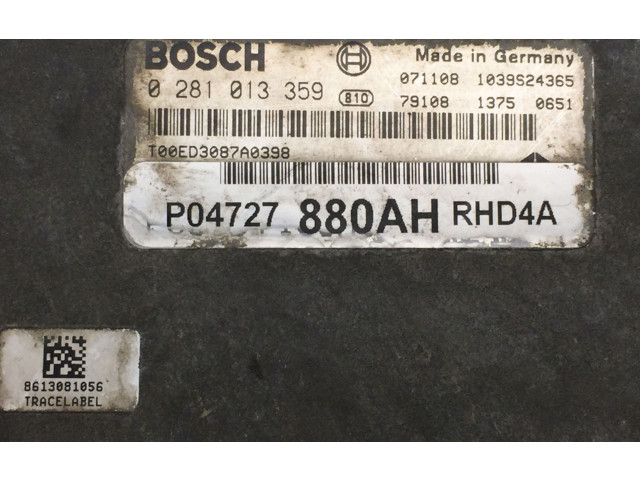 BOSCH Made in Germany
0 281 013 359 810 071108 1039S24365
79108 1375 0651
T00ED3087A0398
P04727 880AH RHD4A
8613081056
TRACELABEL